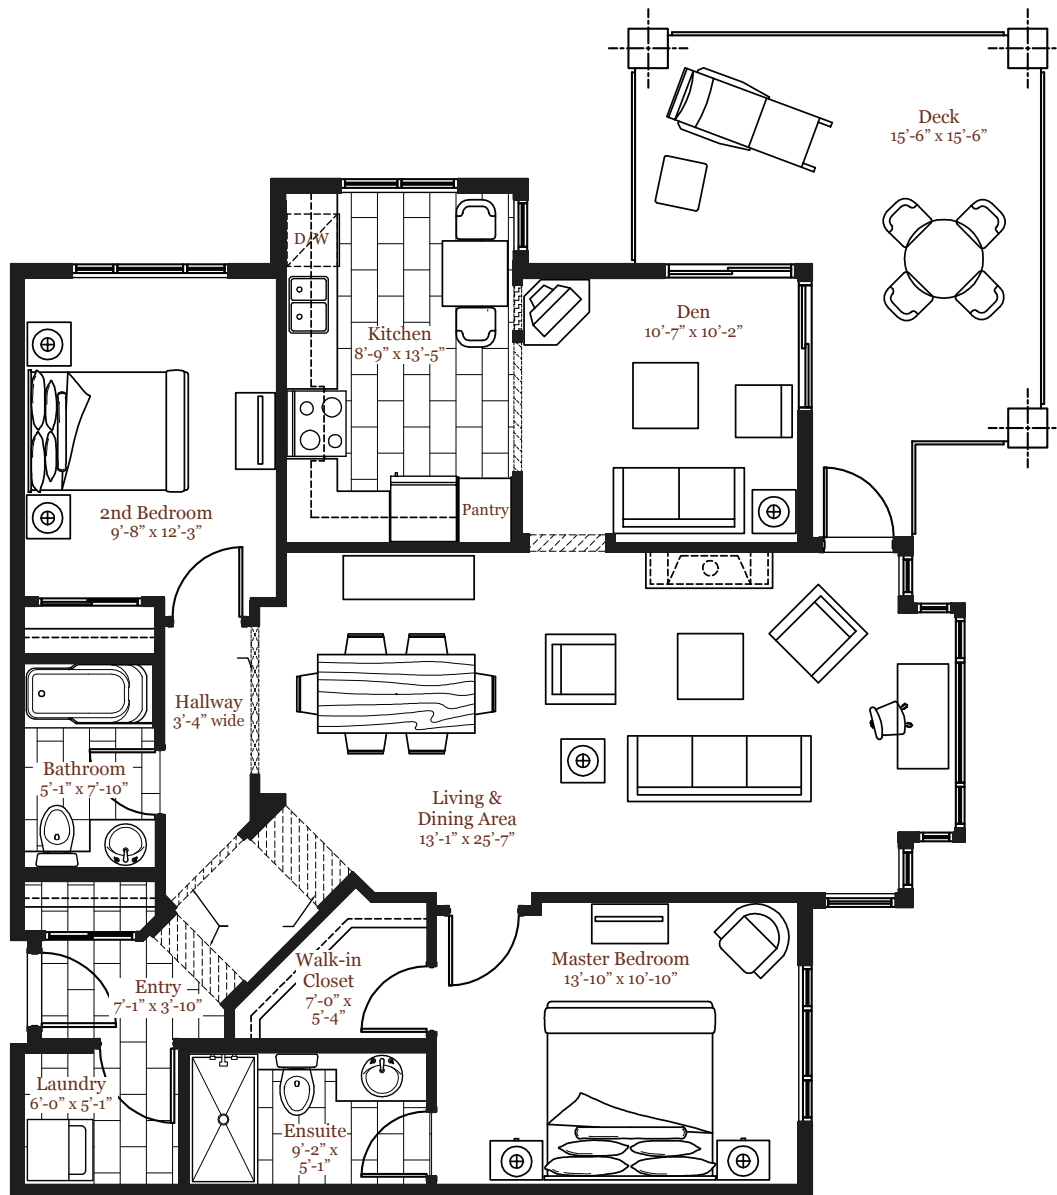 Deck
15’-6” x 15’-6”
D/W
Den
10’-7” x 10’-2”
Kitchen
8’-9” x 13’-5”
Pantry
2nd Bedroom
9’-8” x 12’-3”
Hallway
3’-4” wide
Bathroom
5’-1” x 7’-10”
Living &
Dining Area
13’-1” x 25’-7”
Walk-in
Closet
7’-0” x
5’-4”
Master Bedroom
13’-10” x 10’-10”
Entry
7’-1” x 3’-10”
Laundry
6’-0” x 5’-1”
Ensuite
9’-2” x
5’-1”